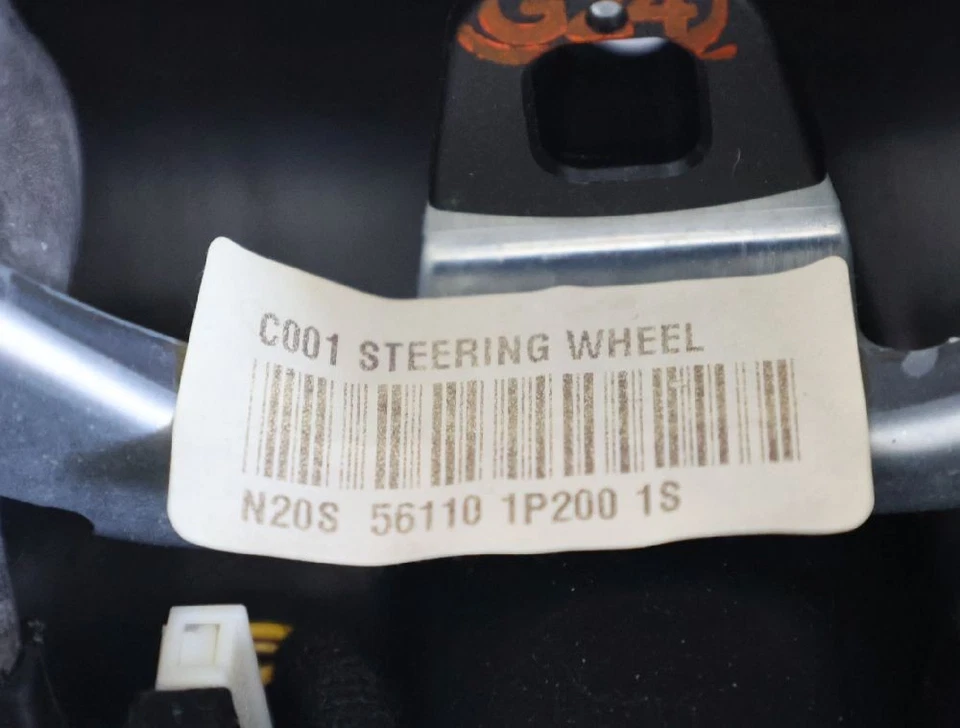 C001 STEERING WHEEL
N20S 56110 1P200 1S